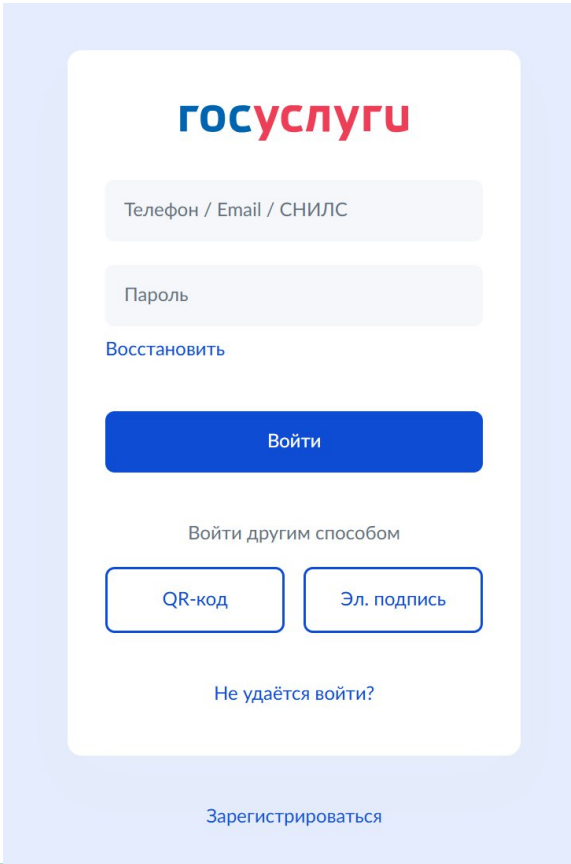 госуслуги
Телефон / Email / СНИЛС
Пароль
Восстановить
Войти
Войти другим способом
QR-код Эл. подпись
Не удаётся войти?
Зарегистрироваться